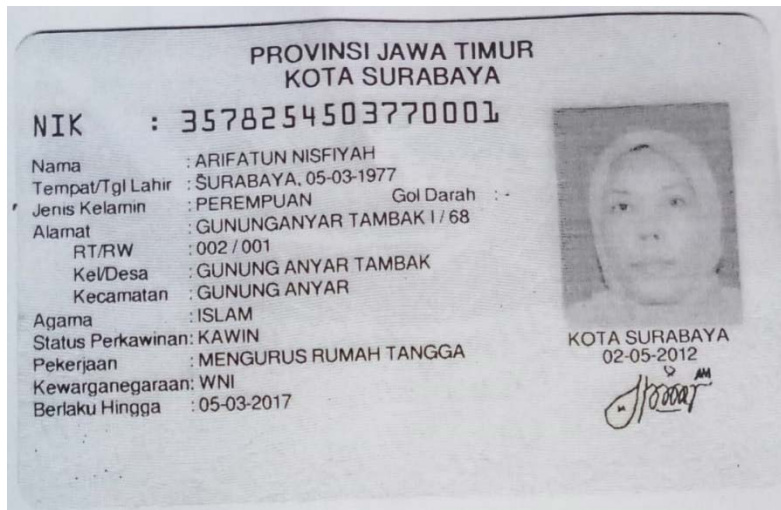 PROVINSI JAWA TIMUR
KOTA SURABAYA
NIK : 3578254503770001
Nama : ARIFATUN NISFIYAH
Tempat/Tgl Lahir : SURABAYA, 05-03-1977
Jenis Kelamin : PEREMPUAN Gol Darah : -
Alamat : GUNUNGANYAR TAMBAK I / 68
RT/RW : 002 / 001
Kel/Desa : GUNUNG ANYAR TAMBAK
Kecamatan : GUNUNG ANYAR
Agama : ISLAM
Status Perkawinan: KAWIN
Pekerjaan : MENGURUS RUMAH TANGGA
Kewarganegaraan: WNI
Berlaku Hingga : 05-03-2017
KOTA SURABAYA
02-05-2012